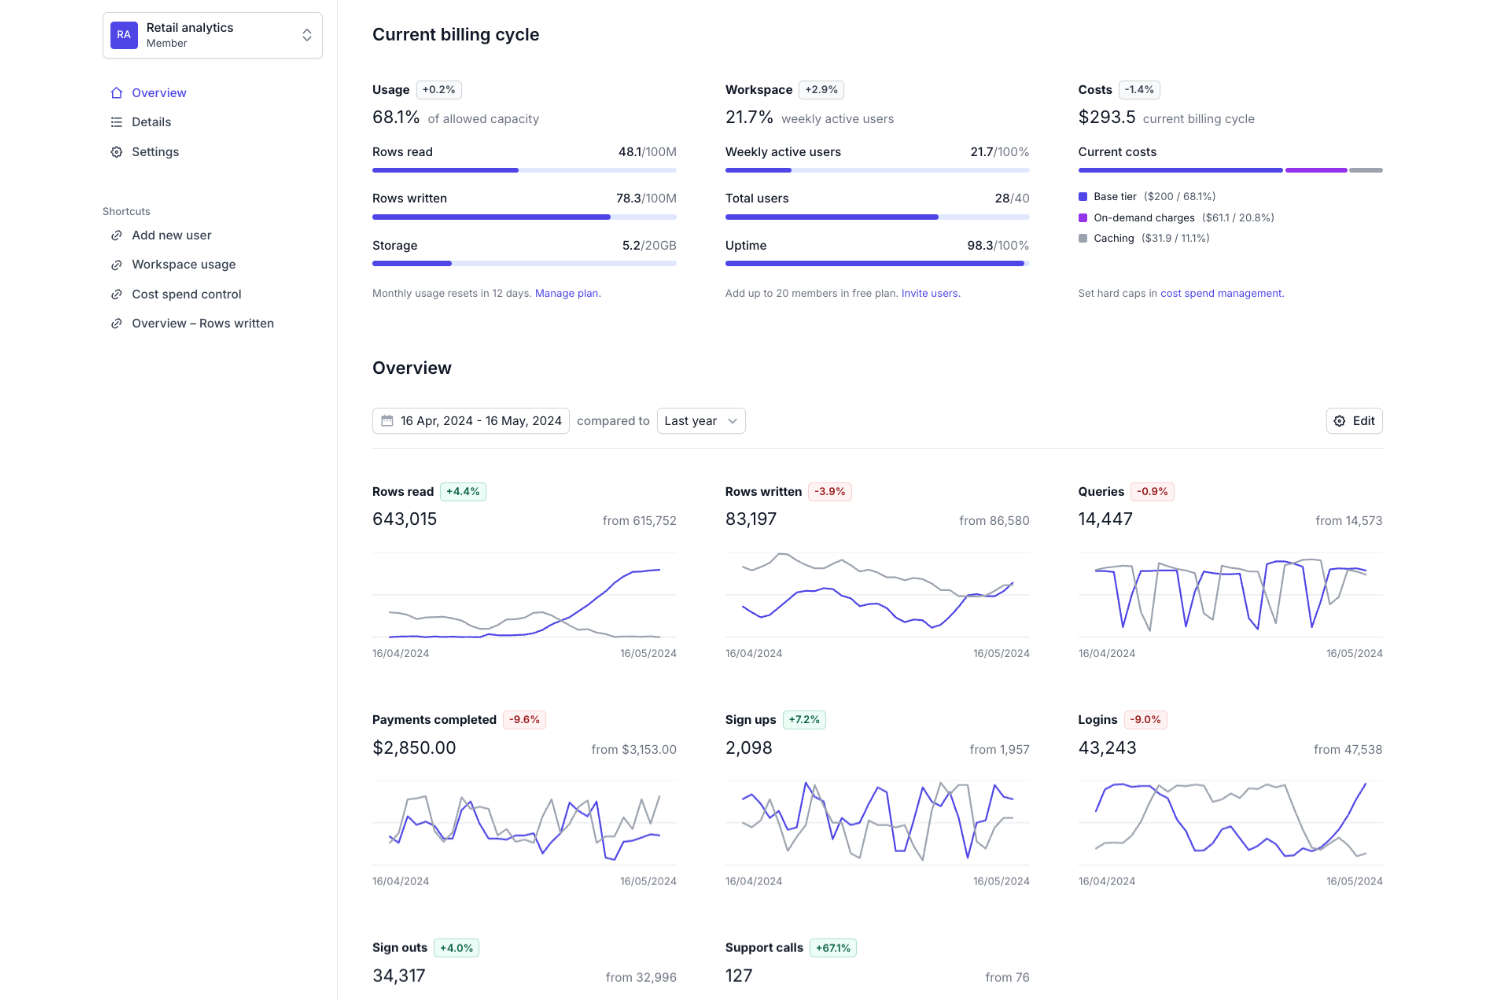 RA
Retail analytics
Member
Overview
Details
Settings
Shortcuts
Add new user
Workspace usage
Cost spend control
Overview – Rows written
Current billing cycle
Usage +0.2%
68.1% of allowed capacity
Rows read 48.1/100M
Rows written 78.3/100M
Storage 5.2/20GB
Monthly usage resets in 12 days. Manage plan.
Workspace +2.9%
21.7% weekly active users
Weekly active users 21.7/100%
Total users 28/40
Uptime 98.3/100%
Add up to 20 members in free plan. Invite users.
Costs -1.4%
$293.5 current billing cycle
Current costs
Base tier ($200 / 68.1%)
On-demand charges ($61.1 / 20.8%)
Caching ($31.9 / 11.1%)
Set hard caps in cost spend management.
Overview
16 Apr, 2024 - 16 May, 2024 compared to Last year Edit
Rows read +4.4%
643,015 from 615,752
16/04/2024 16/05/2024
Rows written -3.9%
83,197 from 86,580
16/04/2024 16/05/2024
Queries -0.9%
14,447 from 14,573
16/04/2024 16/05/2024
Payments completed -9.6%
$2,850.00 from $3,153.00
16/04/2024 16/05/2024
Sign ups +7.2%
2,098 from 1,957
16/04/2024 16/05/2024
Logins -9.0%
43,243 from 47,538
16/04/2024 16/05/2024
Sign outs +4.0%
34,317 from 32,996
Support calls +67.1%
127 from 76